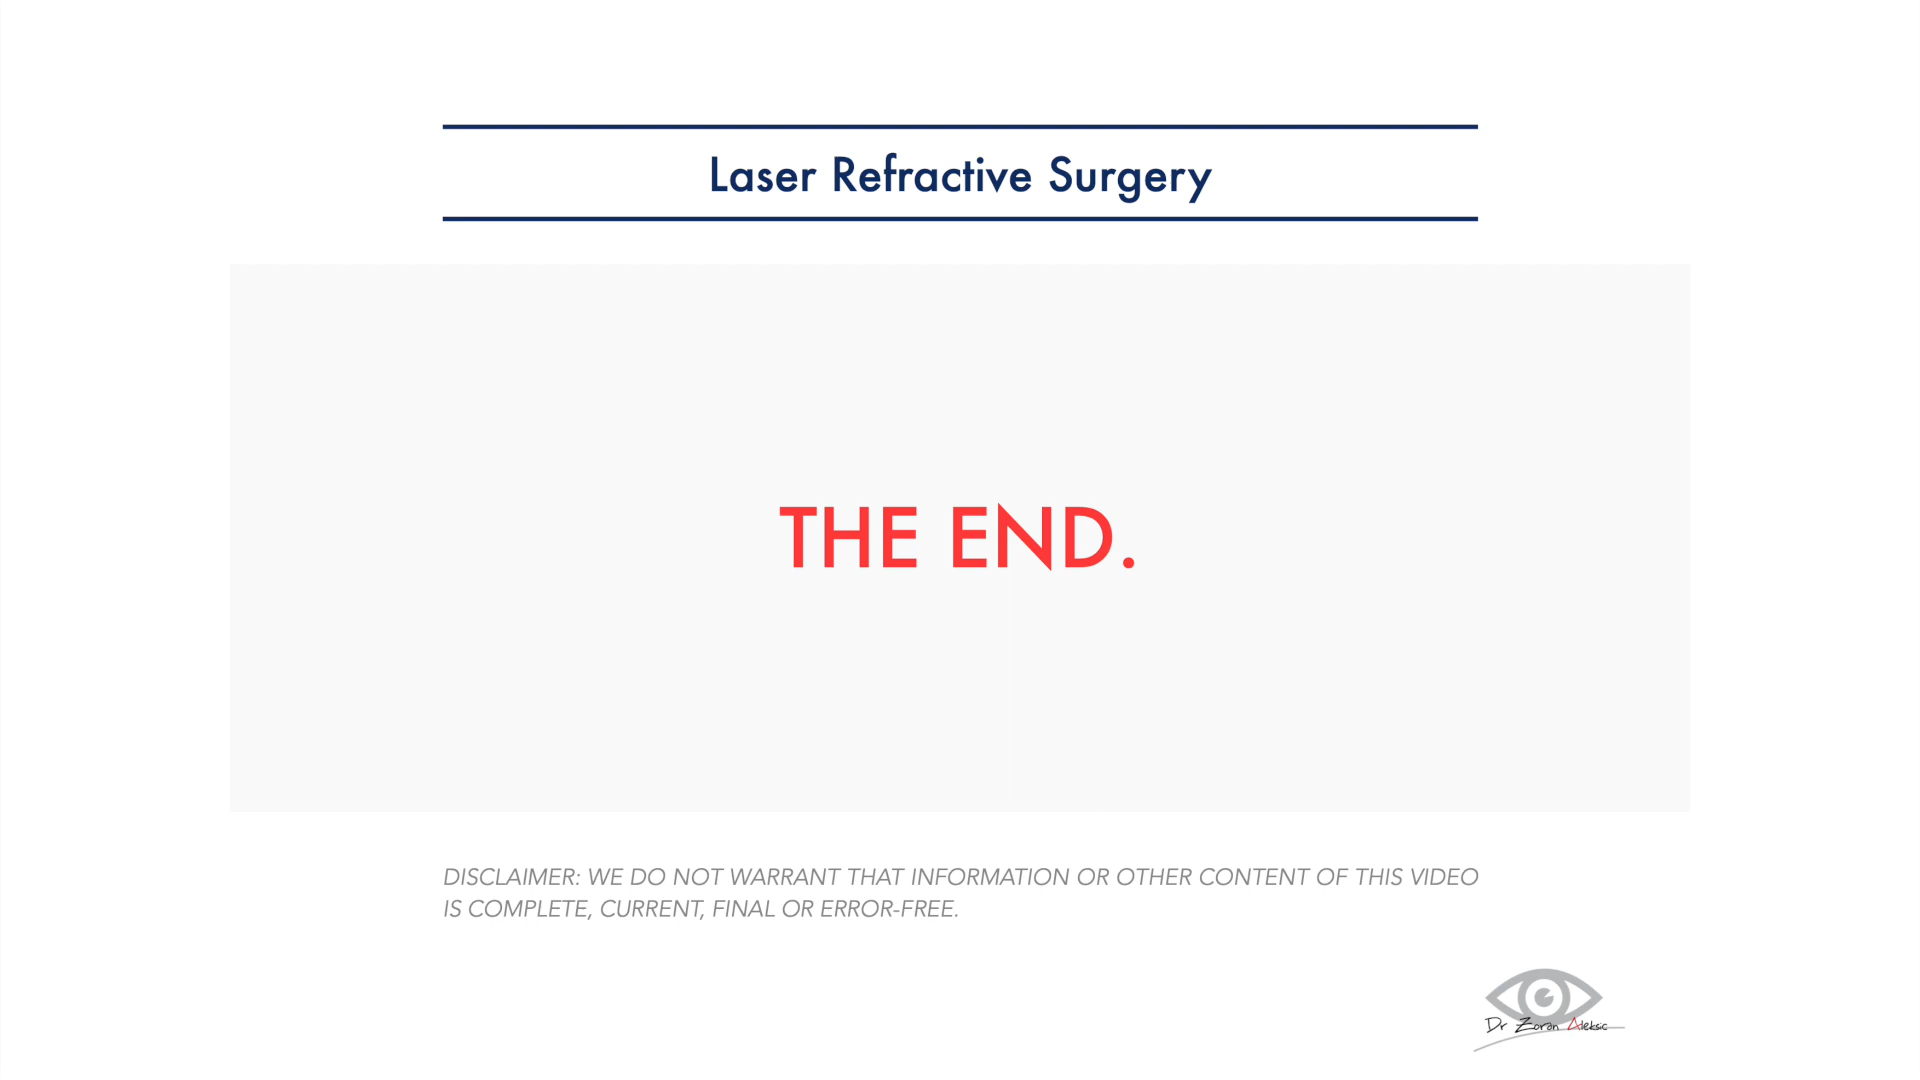 Laser Refractive Surgery
THE END.
DISCLAIMER: WE DO NOT WARRANT THAT INFORMATION OR OTHER CONTENT OF THIS VIDEO
IS COMPLETE, CURRENT, FINAL OR ERROR-FREE.
Dr Zoran Aleksic